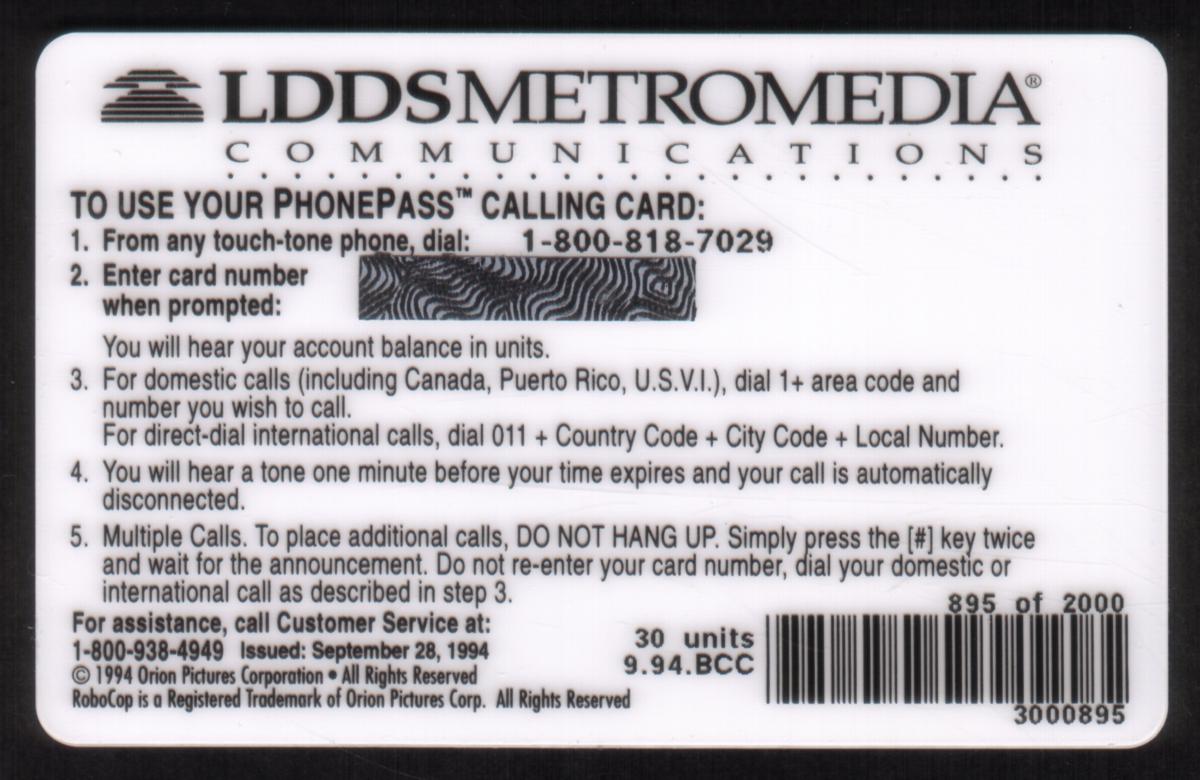 LDDSMETROMEDIA®
COMMUNICATIONS
TO USE YOUR PHONEPASS™ CALLING CARD:
1. From any touch-tone phone, dial: 1-800-818-7029
2. Enter card number
when prompted:
You will hear your account balance in units.
3. For domestic calls (including Canada, Puerto Rico, U.S.V.I.), dial 1+ area code and
number you wish to call.
For direct-dial international calls, dial 011 + Country Code + City Code + Local Number.
4. You will hear a tone one minute before your time expires and your call is automatically
disconnected.
5. Multiple Calls. To place additional calls, DO NOT HANG UP. Simply press the [#] key twice
and wait for the announcement. Do not re-enter your card number, dial your domestic or
international call as described in step 3.
For assistance, call Customer Service at:
1-800-938-4949 Issued: September 28, 1994
© 1994 Orion Pictures Corporation • All Rights Reserved
RoboCop is a Registered Trademark of Orion Pictures Corp. All Rights Reserved
30 units
9.94.BCC
895 of 2000
3000895